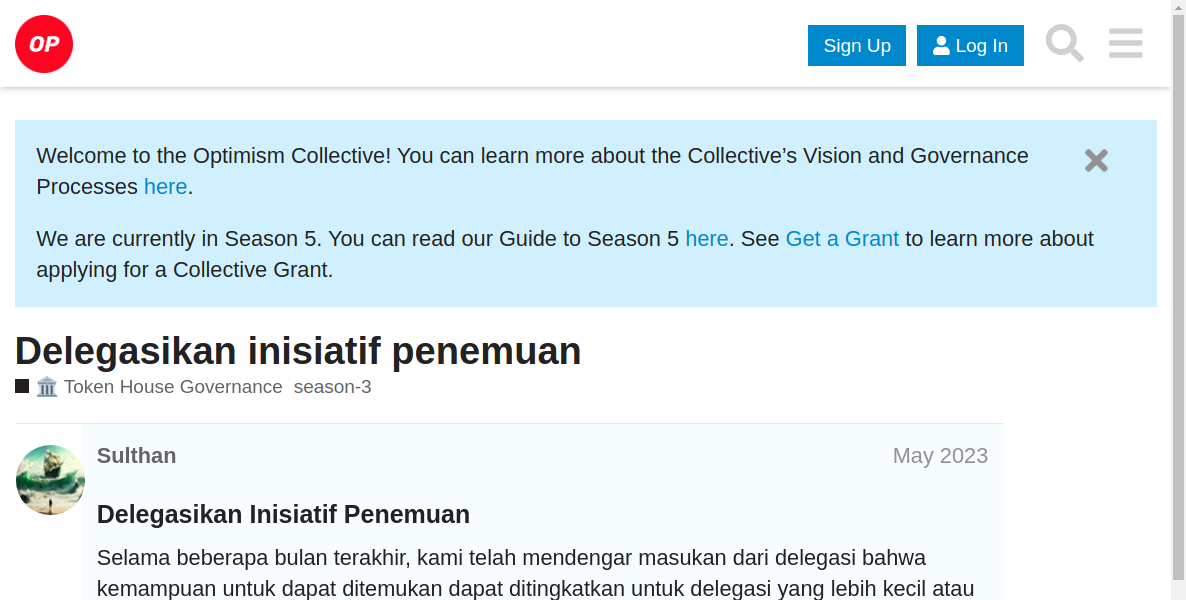 OP
Sign Up
Log In
Welcome to the Optimism Collective! You can learn more about the Collective’s Vision and Governance
Processes here.
We are currently in Season 5. You can read our Guide to Season 5 here. See Get a Grant to learn more about
applying for a Collective Grant.
Delegasikan inisiatif penemuan
Token House Governance season-3
Sulthan
May 2023
Delegasikan Inisiatif Penemuan
Selama beberapa bulan terakhir, kami telah mendengar masukan dari delegasi bahwa
kemampuan untuk dapat ditemukan dapat ditingkatkan untuk delegasi yang lebih kecil atau